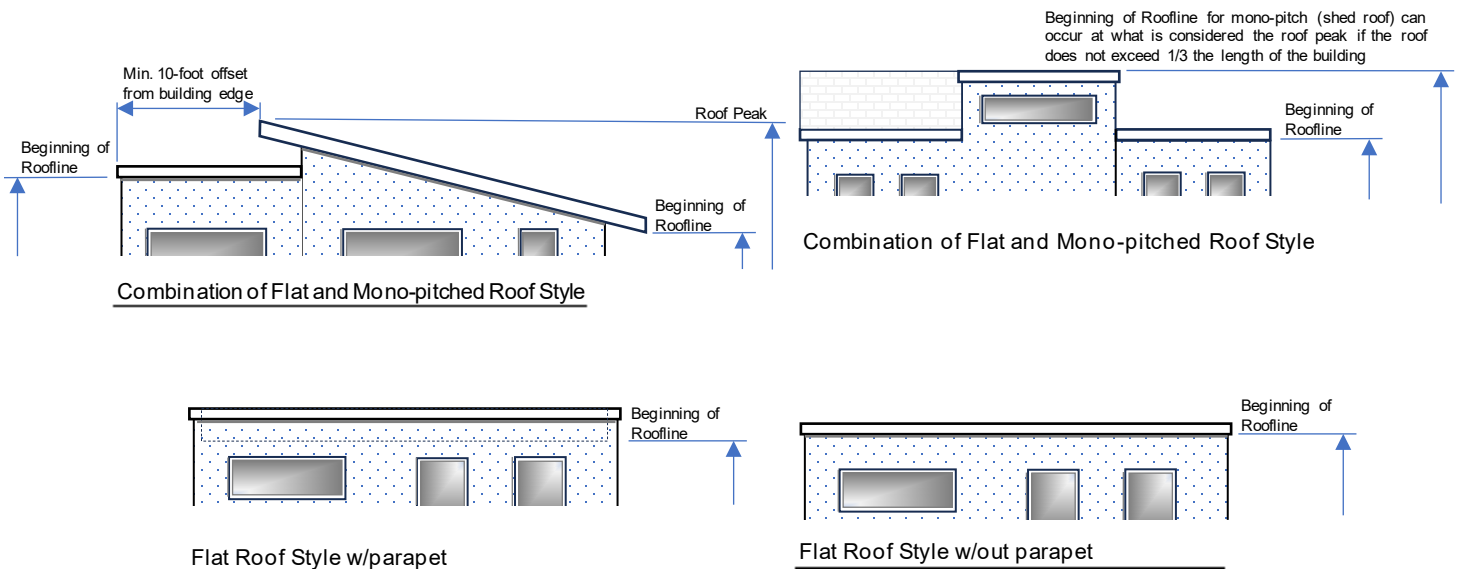 Min. 10-foot offset
from building edge
Beginning of
Roofline
Roof Peak
Beginning of
Roofline
Combination of Flat and Mono-pitched Roof Style
Beginning of Roofline for mono-pitch (shed roof) can
occur at what is considered the roof peak if the roof
does not exceed 1/3 the length of the building
Beginning of
Roofline
Combination of Flat and Mono-pitched Roof Style
Beginning of
Roofline
Flat Roof Style w/parapet
Beginning of
Roofline
Flat Roof Style w/out parapet